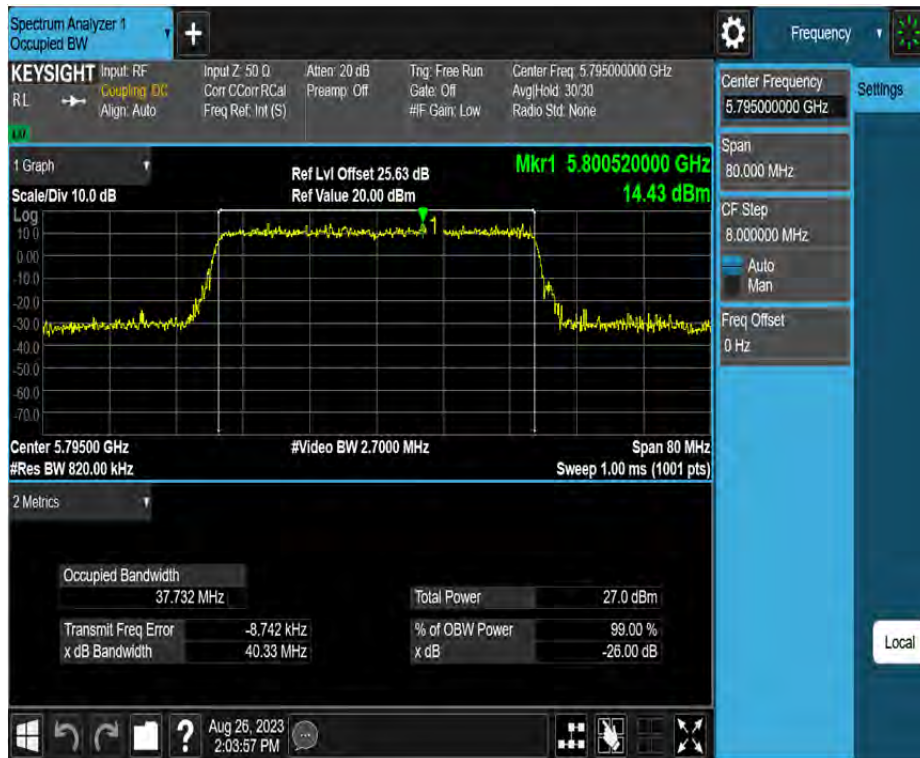 Spectrum Analyzer 1
Occupied BW
+
Frequency
KEYSIGHT
RL
LXI
Input: RF
Coupling: DC
Align: Auto
Input Z: 50 Ω
Corr CCorr RCal
Freq Ref: Int (S)
Atten: 20 dB
Preamp: Off
Trig: Free Run
Gate: Off
#IF Gain: Low
Center Freq: 5.795000000 GHz
Avg|Hold: 30/30
Radio Std: None
Center Frequency
5.795000000 GHz
Settings
Span
80.000 MHz
CF Step
8.000000 MHz
Auto
Man
Freq Offset
0 Hz
1 Graph
Scale/Div 10.0 dB
Ref Lvl Offset 25.63 dB
Ref Value 20.00 dBm
Mkr1 5.800520000 GHz
14.43 dBm
Log
10.0
0.00
-10.0
-20.0
-30.0
-40.0
-50.0
-60.0
-70.0
1
Center 5.79500 GHz
#Video BW 2.7000 MHz
Span 80 MHz
#Res BW 820.00 kHz
Sweep 1.00 ms (1001 pts)
2 Metrics
Occupied Bandwidth
37.732 MHz
Total Power 27.0 dBm
Transmit Freq Error -8.742 kHz
% of OBW Power 99.00 %
x dB Bandwidth 40.33 MHz
x dB -26.00 dB
Local
?
Aug 26, 2023
2:03:57 PM